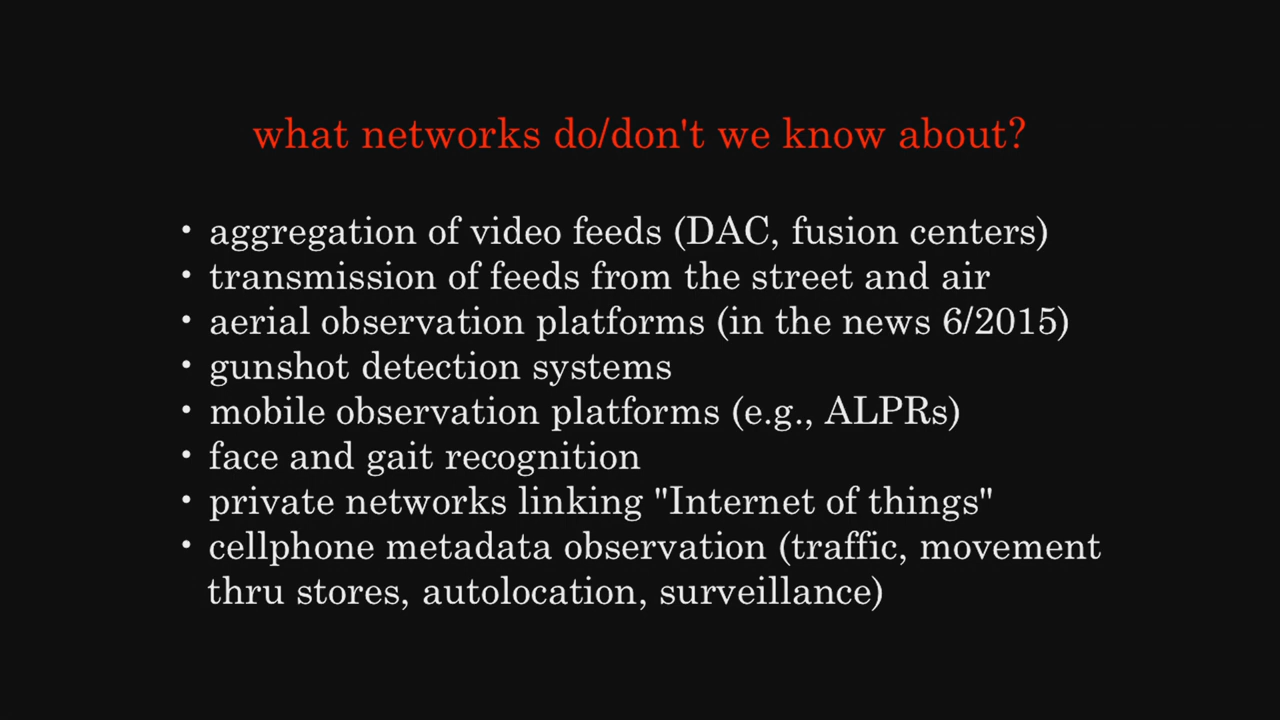 what networks do/don't we know about?
• aggregation of video feeds (DAC, fusion centers)
• transmission of feeds from the street and air
• aerial observation platforms (in the news 6/2015)
• gunshot detection systems
• mobile observation platforms (e.g., ALPRs)
• face and gait recognition
• private networks linking "Internet of things"
• cellphone metadata observation (traffic, movement
thru stores, autolocation, surveillance)